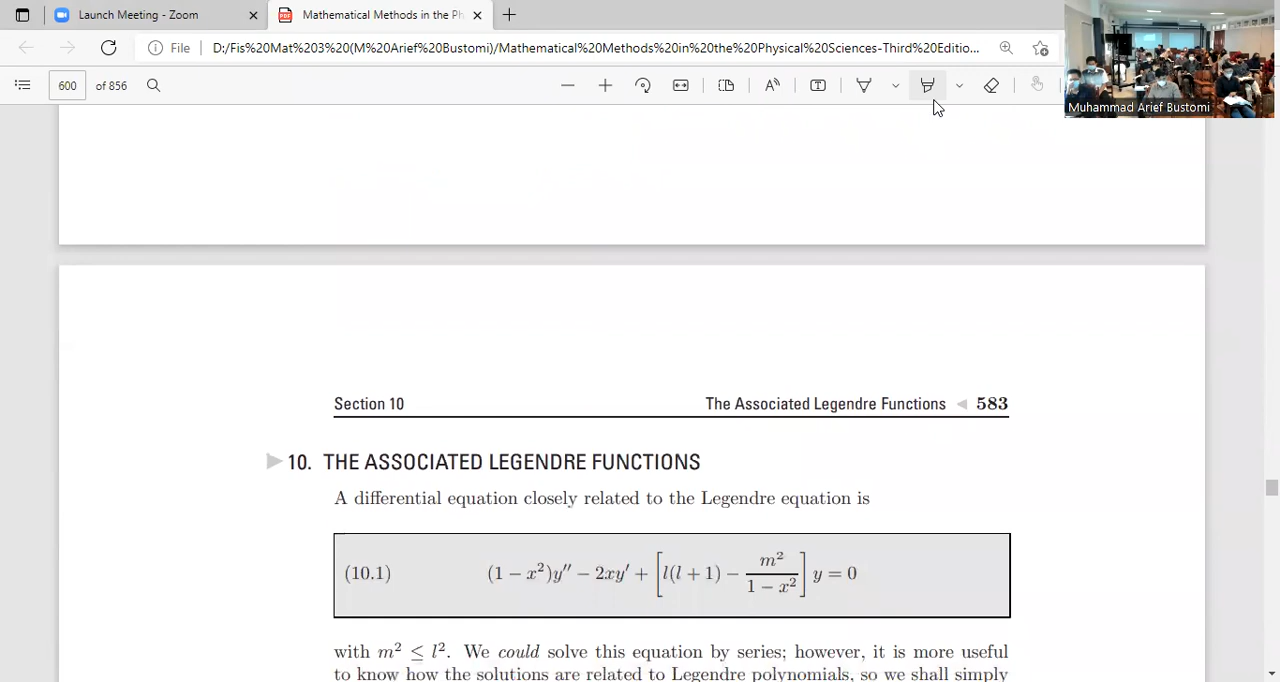 Launch Meeting - Zoom
Mathematical Methods in the Ph
File
D:/Fis%20Mat%203%20(M%20Arief%20Bustomi)/Mathematical%20Methods%20in%20the%20Physical%20Sciences-Third%20Editio...
600 of 856
Muhammad Arief Bustomi
Section 10 The Associated Legendre Functions ◀ 583
▶ 10. THE ASSOCIATED LEGENDRE FUNCTIONS
A differential equation closely related to the Legendre equation is
(10.1) (1 − x²)y″ − 2xy′ + [l(l + 1) − m²/(1 − x²)] y = 0
with m² ≤ l². We could solve this equation by series; however, it is more useful
to know how the solutions are related to Legendre polynomials, so we shall simply